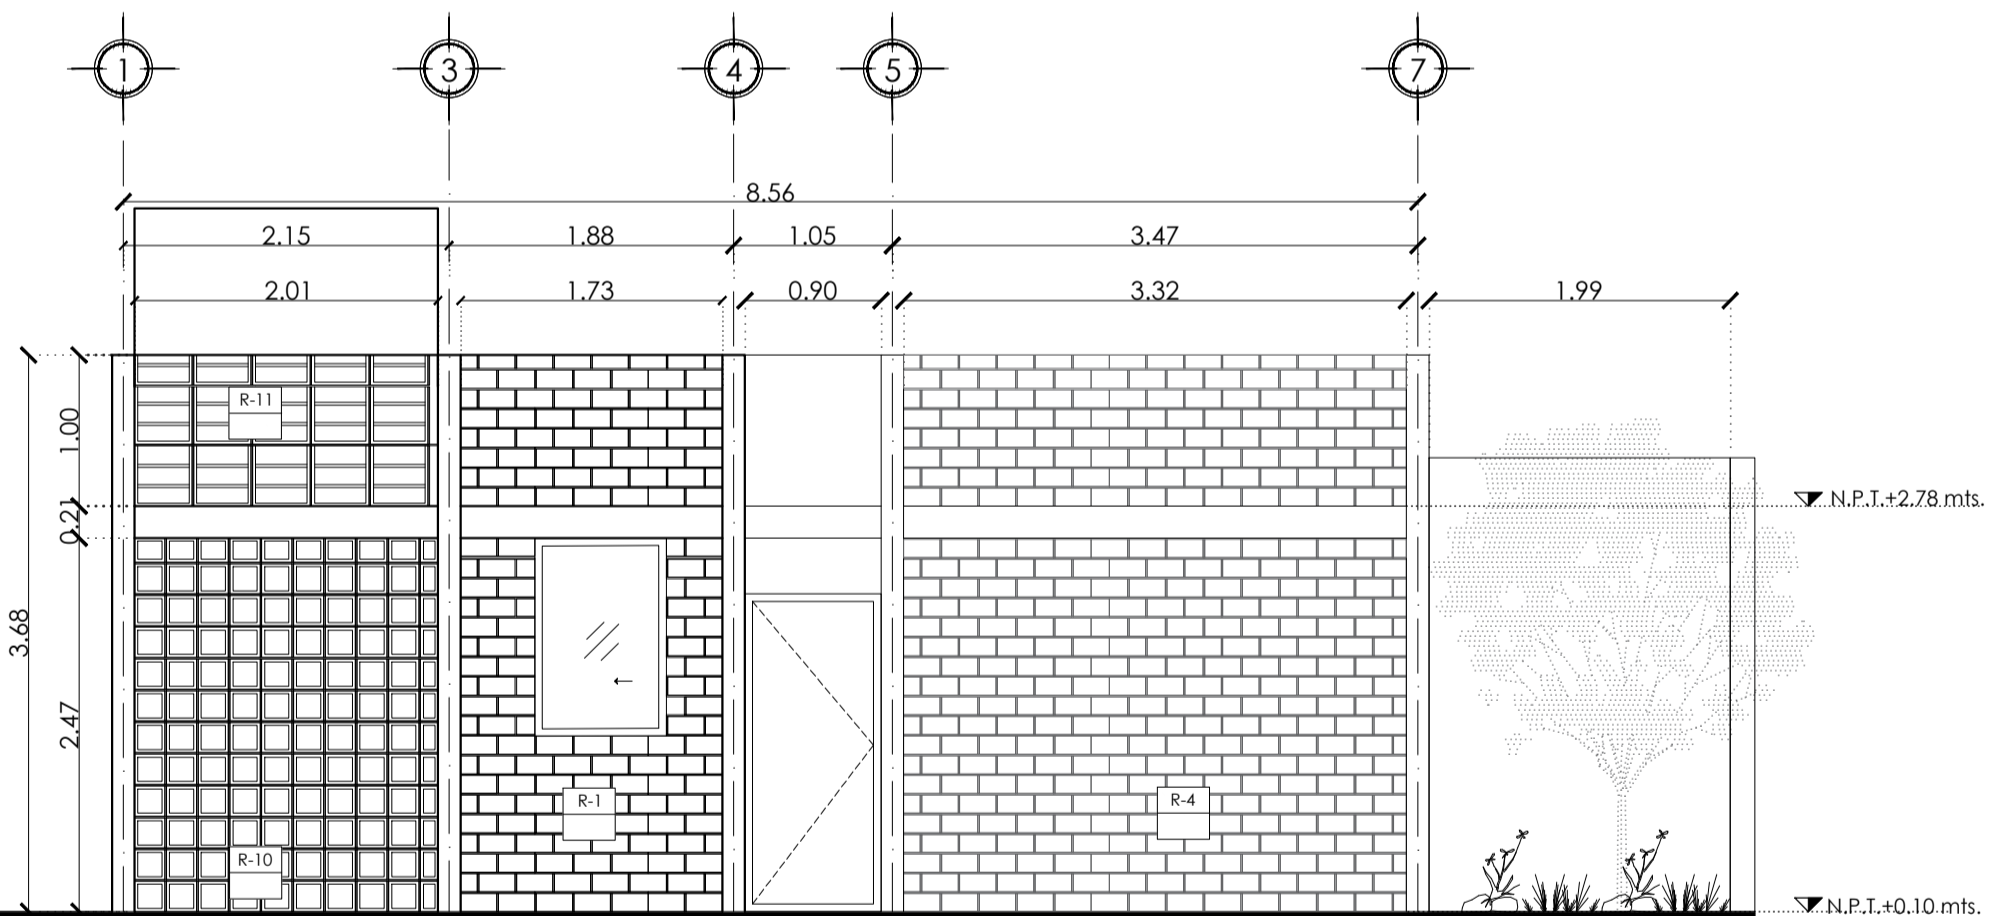 1 3 4 5 7
8.56
2.15 1.88 1.05 3.47
2.01 1.73 0.90 3.32 1.99
R-11
1.00
N.P.T.+2.78 mts.
0.21
3.68
2.47
R-1
R-4
R-10
N.P.T.+0.10 mts.